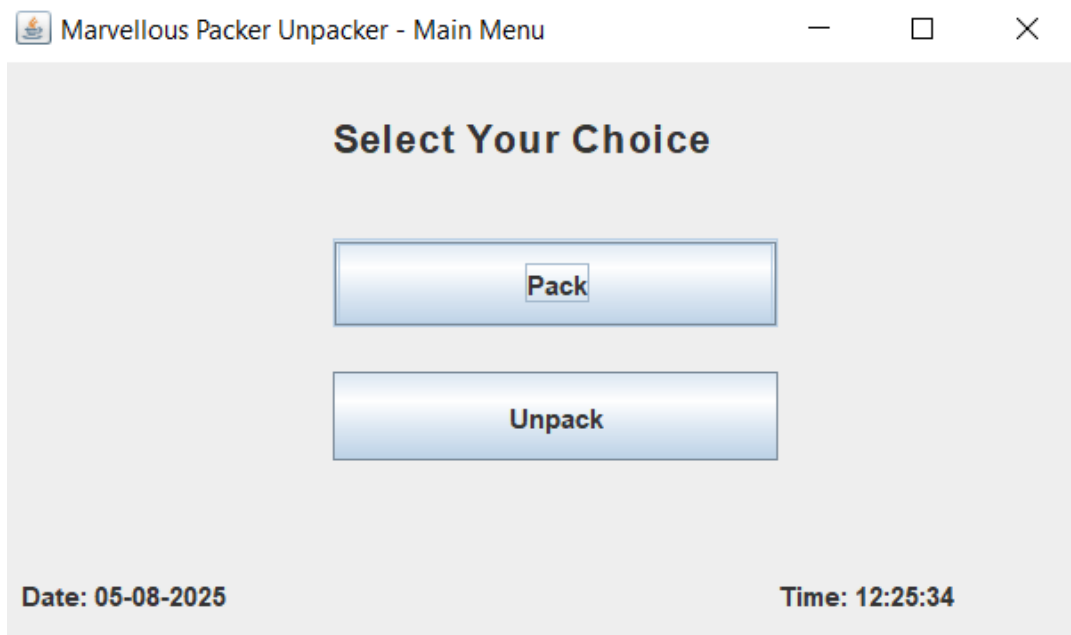 Marvellous Packer Unpacker - Main Menu
Select Your Choice
Pack
Unpack
Date: 05-08-2025 Time: 12:25:34